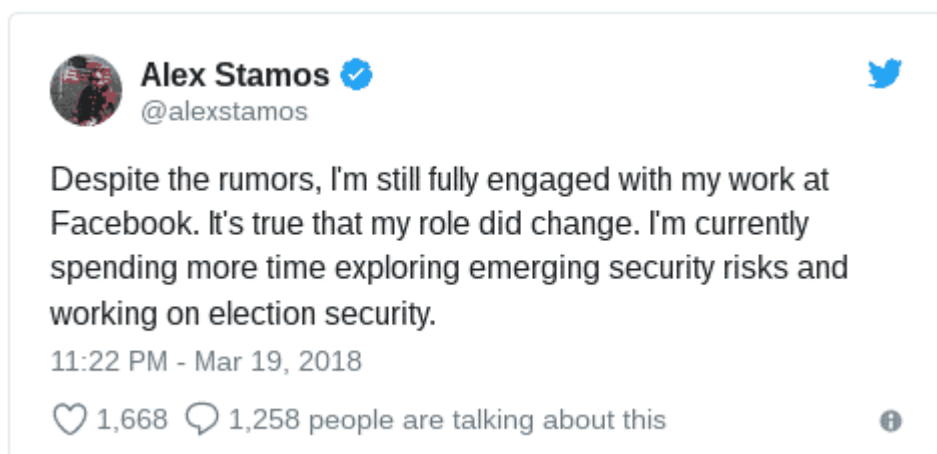 Alex Stamos
@alexstamos
Despite the rumors, I'm still fully engaged with my work at
Facebook. It's true that my role did change. I'm currently
spending more time exploring emerging security risks and
working on election security.
11:22 PM - Mar 19, 2018
1,668 1,258 people are talking about this